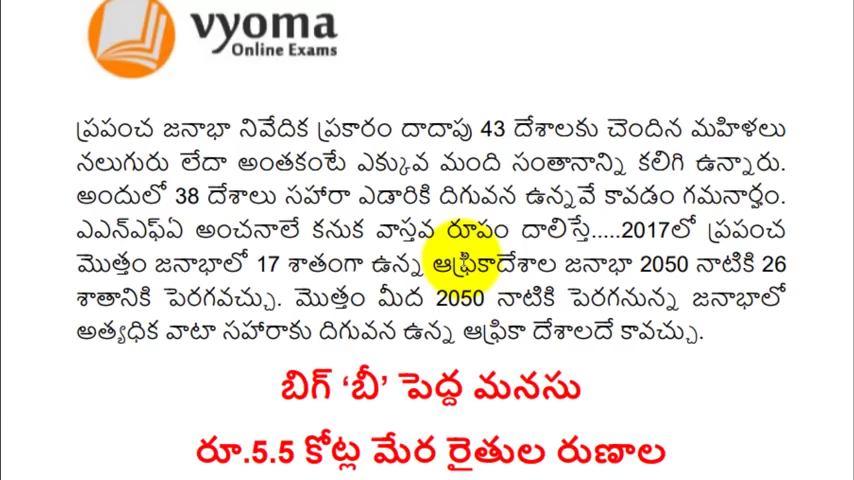 vyoma
Online Exams
ప్రపంచ జనాభా నివేదిక ప్రకారం దాదాపు 43 దేశాలకు చెందిన మహిళలు
నలుగురు లేదా అంతకంటే ఎక్కువ మంది సంతానాన్ని కలిగి ఉన్నారు.
అందులో 38 దేశాలు సహారా ఎడారికి దిగువన ఉన్నవే కావడం గమనార్హం.
ఎఎన్ఎఫ్ఏ అంచనాలే కనుక వాస్తవ రూపం దాలిస్తే.....2017లో ప్రపంచ
మొత్తం జనాభాలో 17 శాతంగా ఉన్న ఆఫ్రికాదేశాల జనాభా 2050 నాటికి 26
శాతానికి పెరగవచ్చు. మొత్తం మీద 2050 నాటికి పెరగనున్న జనాభాలో
అత్యధిక వాటా సహారాకు దిగువన ఉన్న ఆఫ్రికా దేశాలదే కావచ్చు.
బిగ్ ‘బీ’ పెద్ద మనసు
రూ.5.5 కోట్ల మేర రైతుల రుణాల